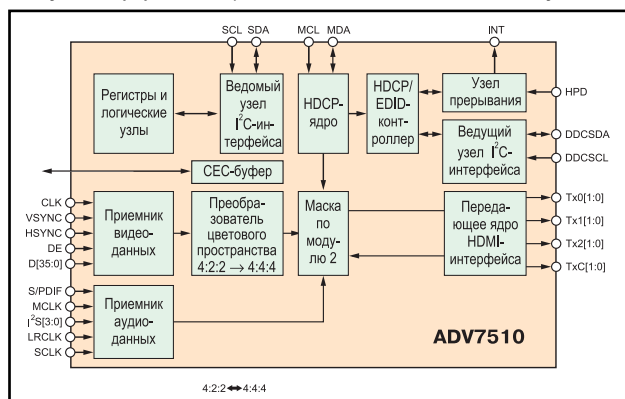 SCL SDA MCL MDA INT
Регистры и
логические
узлы
Ведомый
узел
I²C-ин-
терфейса
HDCP-
ядро
HDCP/
EDID-
конт-
роллер
Узел
прерывания
HPD
Ведущий
узел I²C-
интерфейса
DDCSDA
DDCSCL
СЕС-буфер
CLK
VSYNC
HSYNC
DE
D[35:0]
Приемник
видео-
данных
Преобра-
зователь
цветового
пространства
4:2:2 → 4:4:4
Маска
по
моду-
лю 2
Передаю-
щее ядро
HDMI-
интерфейса
Tx0[1:0]
Tx1[1:0]
Tx2[1:0]
TxC[1:0]
S/PDIF
MCLK
I²S[3:0]
LRCLK
SCLK
Приемник
аудио-
данных
ADV7510
4:2:2 ⟷ 4:4:4